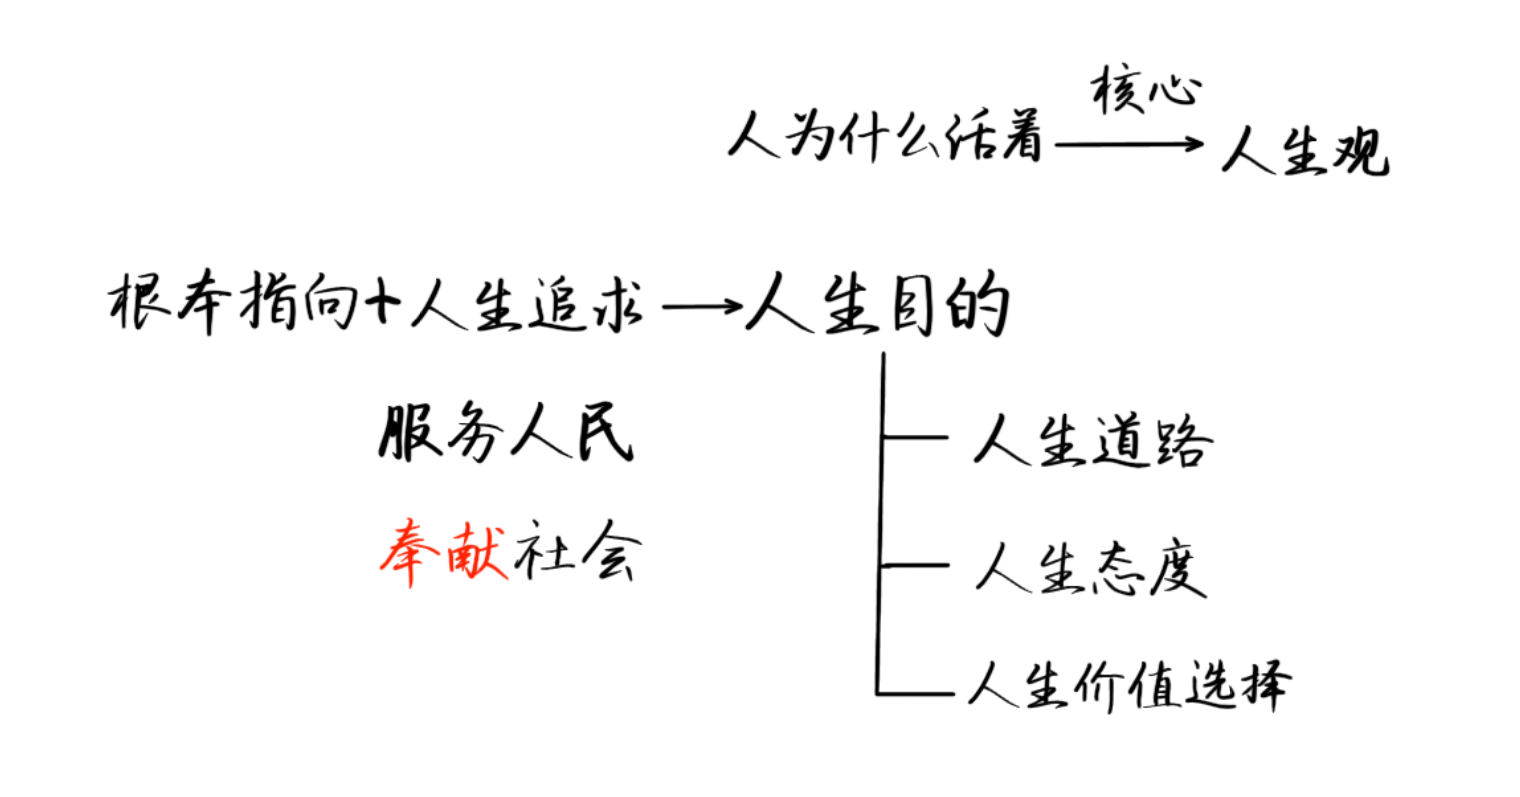 核心
人为什么活着
人生观
根本指向+人生追求
人生目的
服务人民
人生道路
奉献社会
人生态度
人生价值选择